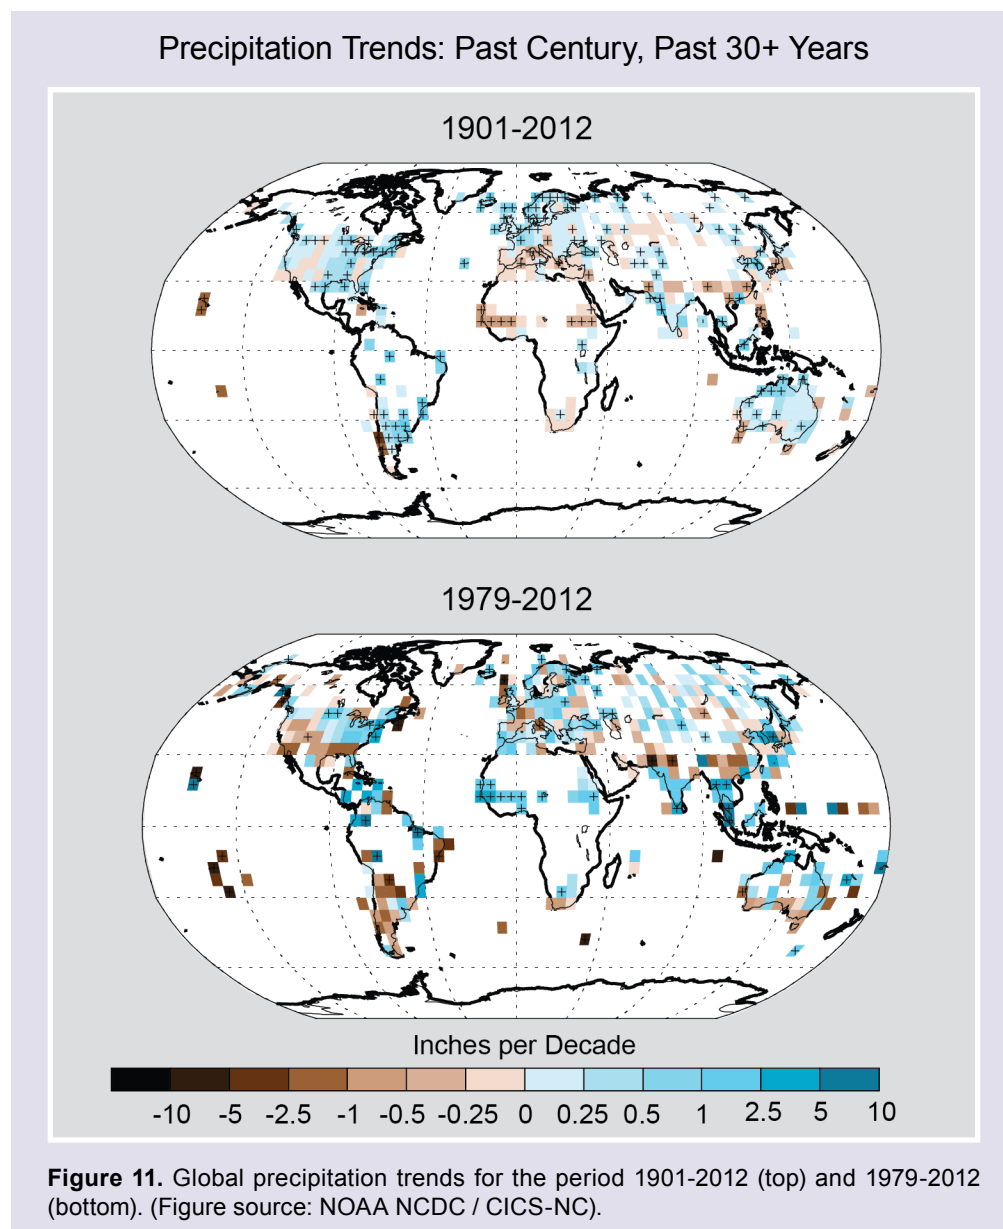 Precipitation Trends: Past Century, Past 30+ Years
1901-2012
1979-2012
Inches per Decade
-10 -5 -2.5 -1 -0.5 -0.25 0 0.25 0.5 1 2.5 5 10
Figure 11. Global precipitation trends for the period 1901-2012 (top) and 1979-2012
(bottom). (Figure source: NOAA NCDC / CICS-NC).